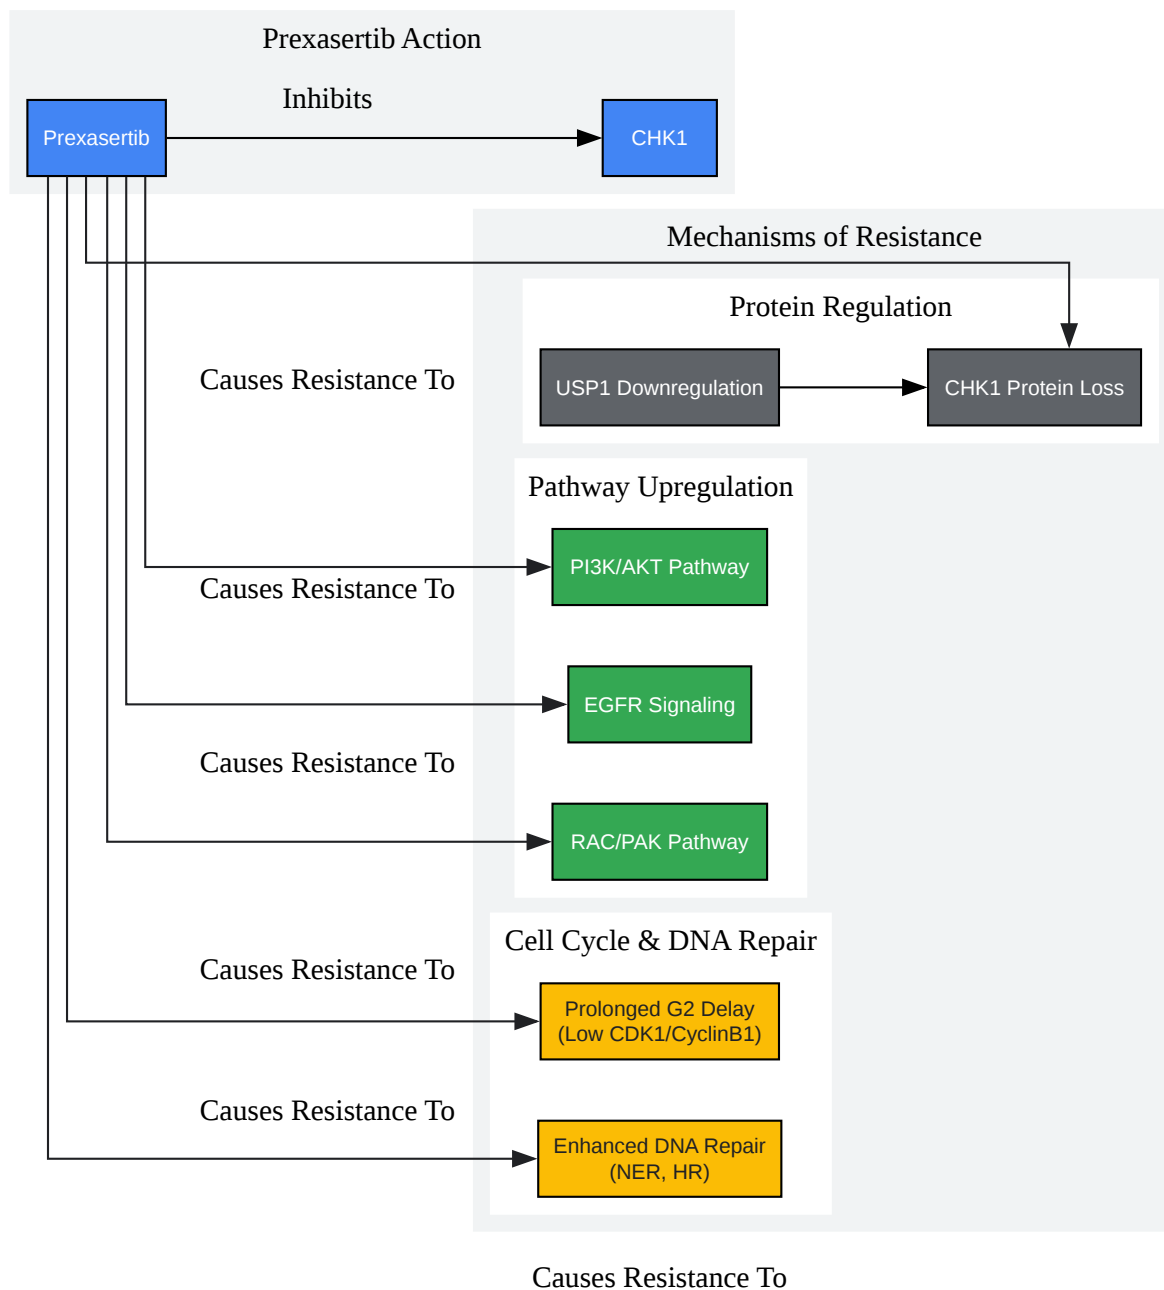 Prexasertib Action
Inhibits
Prexasertib
CHK1
Mechanisms of Resistance
Protein Regulation
Causes Resistance To
USP1 Downregulation
CHK1 Protein Loss
Pathway Upregulation
PI3K/AKT Pathway
Causes Resistance To
EGFR Signaling
Causes Resistance To
RAC/PAK Pathway
Cell Cycle & DNA Repair
Causes Resistance To
Prolonged G2 Delay
(Low CDK1/CyclinB1)
Causes Resistance To
Enhanced DNA Repair
(NER, HR)
Causes Resistance To